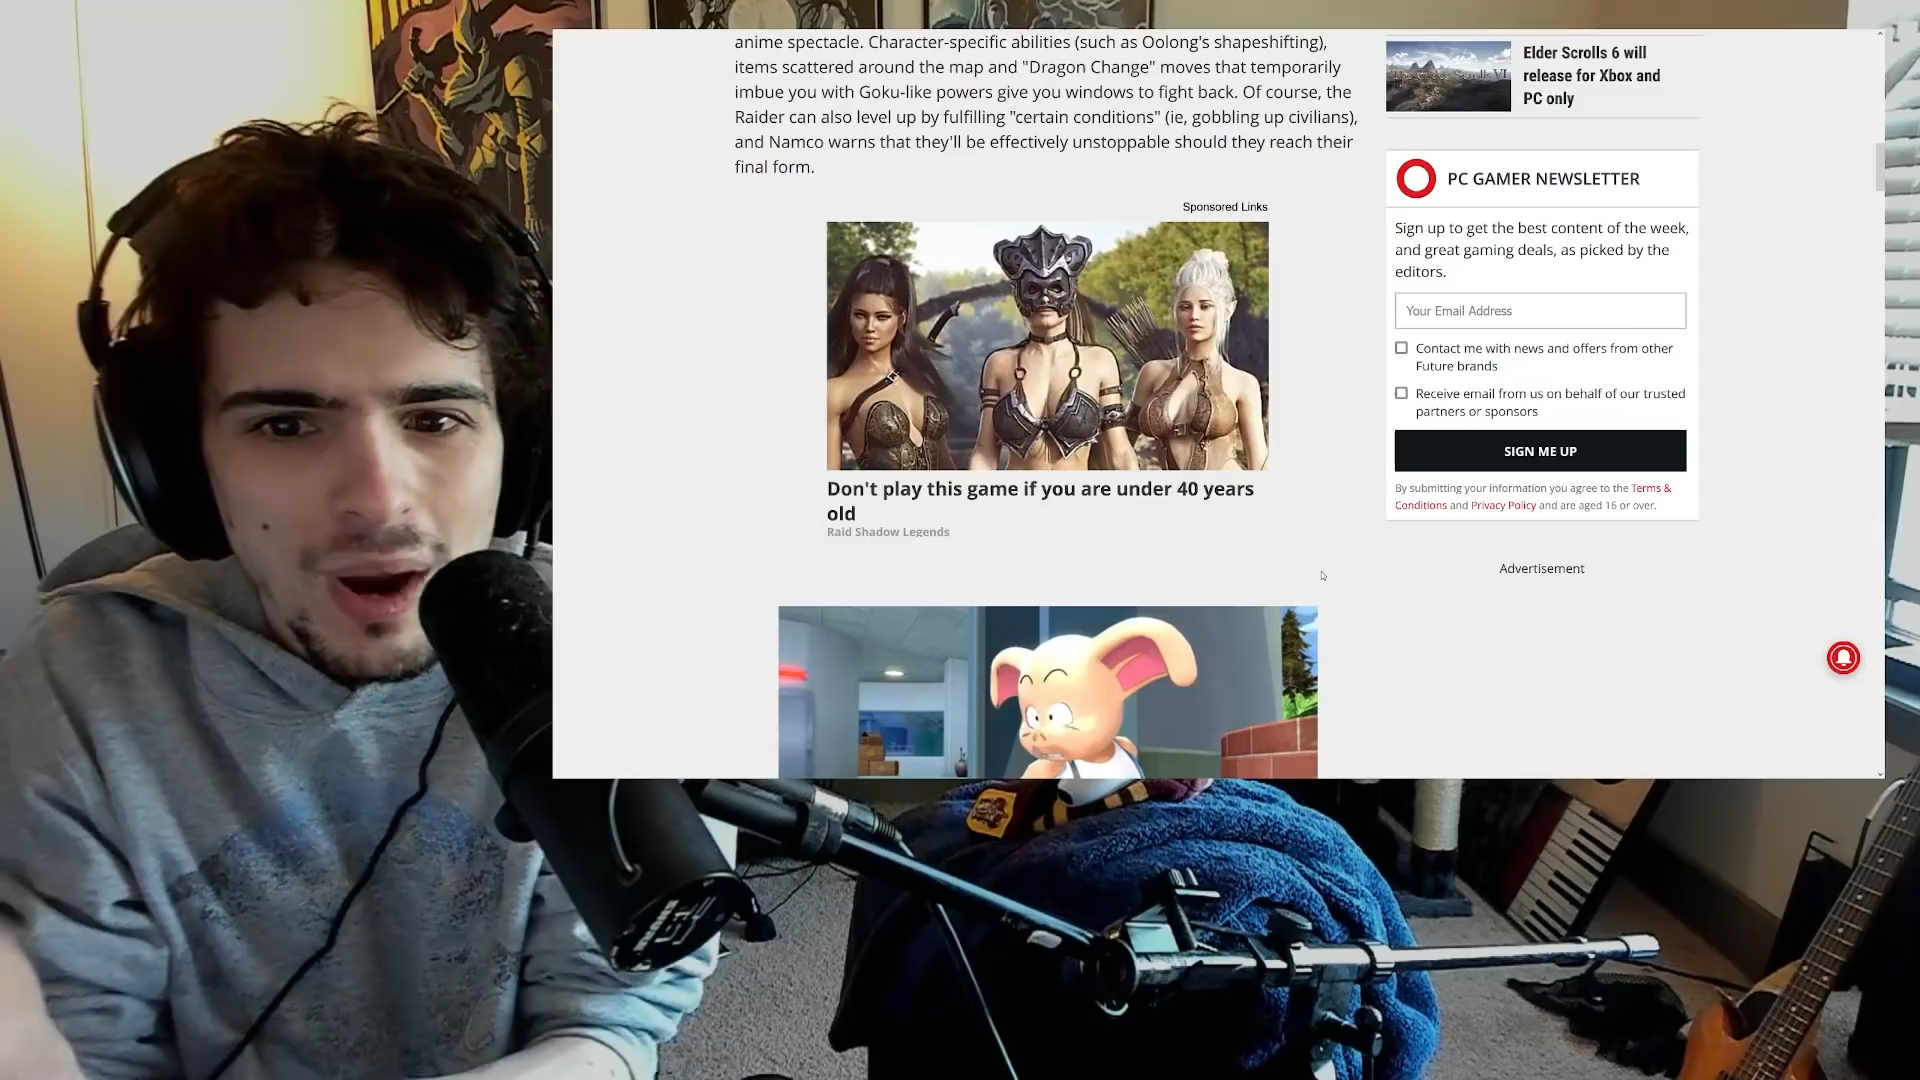 anime spectacle. Character-specific abilities (such as Oolong's shapeshifting),
items scattered around the map and "Dragon Change" moves that temporarily
imbue you with Goku-like powers give you windows to fight back. Of course, the
Raider can also level up by fulfilling "certain conditions" (ie, gobbling up civilians),
and Namco warns that they'll be effectively unstoppable should they reach their
final form.
Sponsored Links
Don't play this game if you are under 40 years
old
Raid Shadow Legends
The Elder Scrolls VI
Elder Scrolls 6 will
release for Xbox and
PC only
PC GAMER NEWSLETTER
Sign up to get the best content of the week,
and great gaming deals, as picked by the
editors.
Your Email Address
Contact me with news and offers from other
Future brands
Receive email from us on behalf of our trusted
partners or sponsors
SIGN ME UP
By submitting your information you agree to the Terms &
Conditions and Privacy Policy and are aged 16 or over.
Advertisement